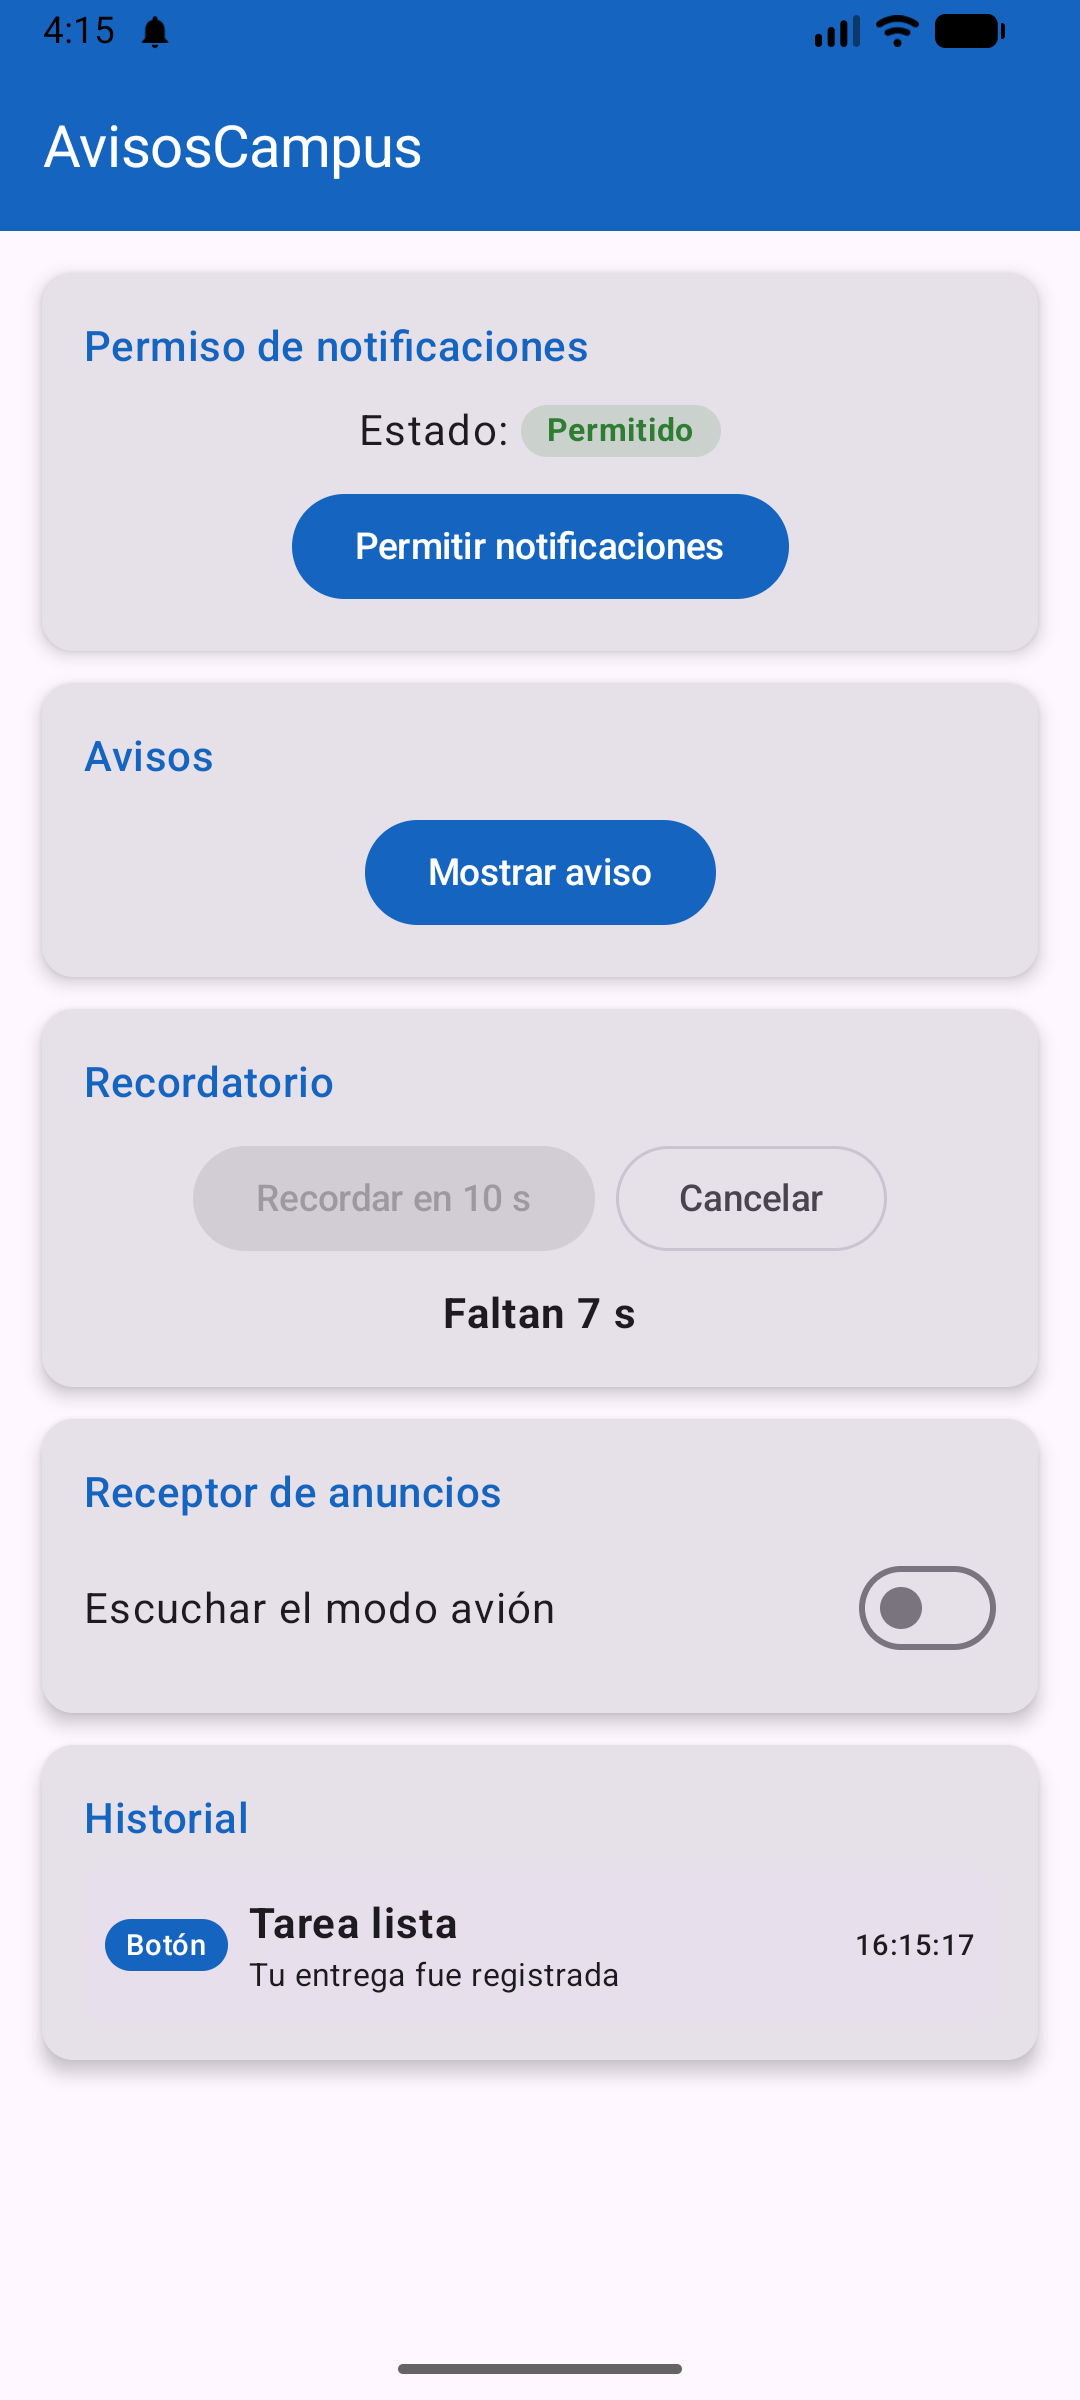 4:15
AvisosCampus
Permiso de notificaciones
Estado: Permitido
Permitir notificaciones
Avisos
Mostrar aviso
Recordatorio
Recordar en 10 s Cancelar
Faltan 7 s
Receptor de anuncios
Escuchar el modo avión
Historial
Botón Tarea lista 16:15:17
Tu entrega fue registrada